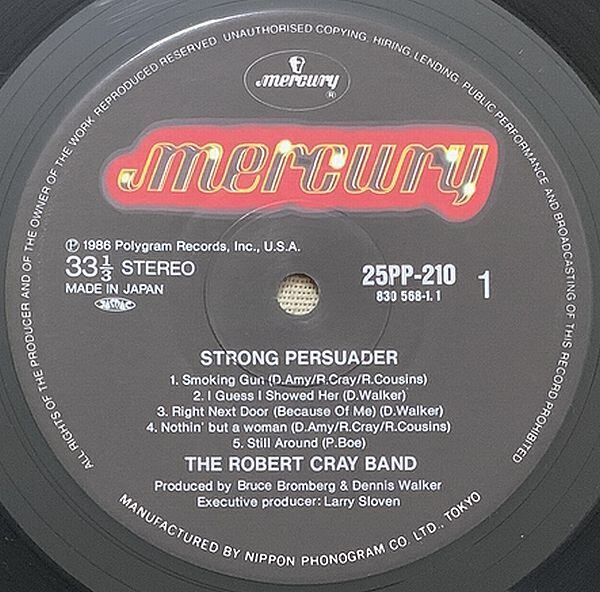 ALL RIGHTS OF THE PRODUCER AND OF THE OWNER OF THE WORK REPRODUCED RESERVED. UNAUTHORISED COPYING, HIRING, LENDING, PUBLIC PERFORMANCE AND BROADCASTING OF THIS RECORD PROHIBITED
mercury ®
mercury
Ⓟ 1986 Polygram Records, Inc., U.S.A.
33 1/3 STEREO
MADE IN JAPAN
JASRAC
25PP-210 1
830 568-1. 1
STRONG PERSUADER
1. Smoking Gun (D.Amy/R.Cray/R.Cousins)
2. I Guess I Showed Her (D.Walker)
3. Right Next Door (Because Of Me) (D.Walker)
4. Nothin' but a woman (D.Amy/R.Cray/R.Cousins)
5. Still Around (P.Boe)
THE ROBERT CRAY BAND
Produced by Bruce Bromberg & Dennis Walker
Executive producer: Larry Sloven
MANUFACTURED BY NIPPON PHONOGRAM CO. LTD., TOKYO